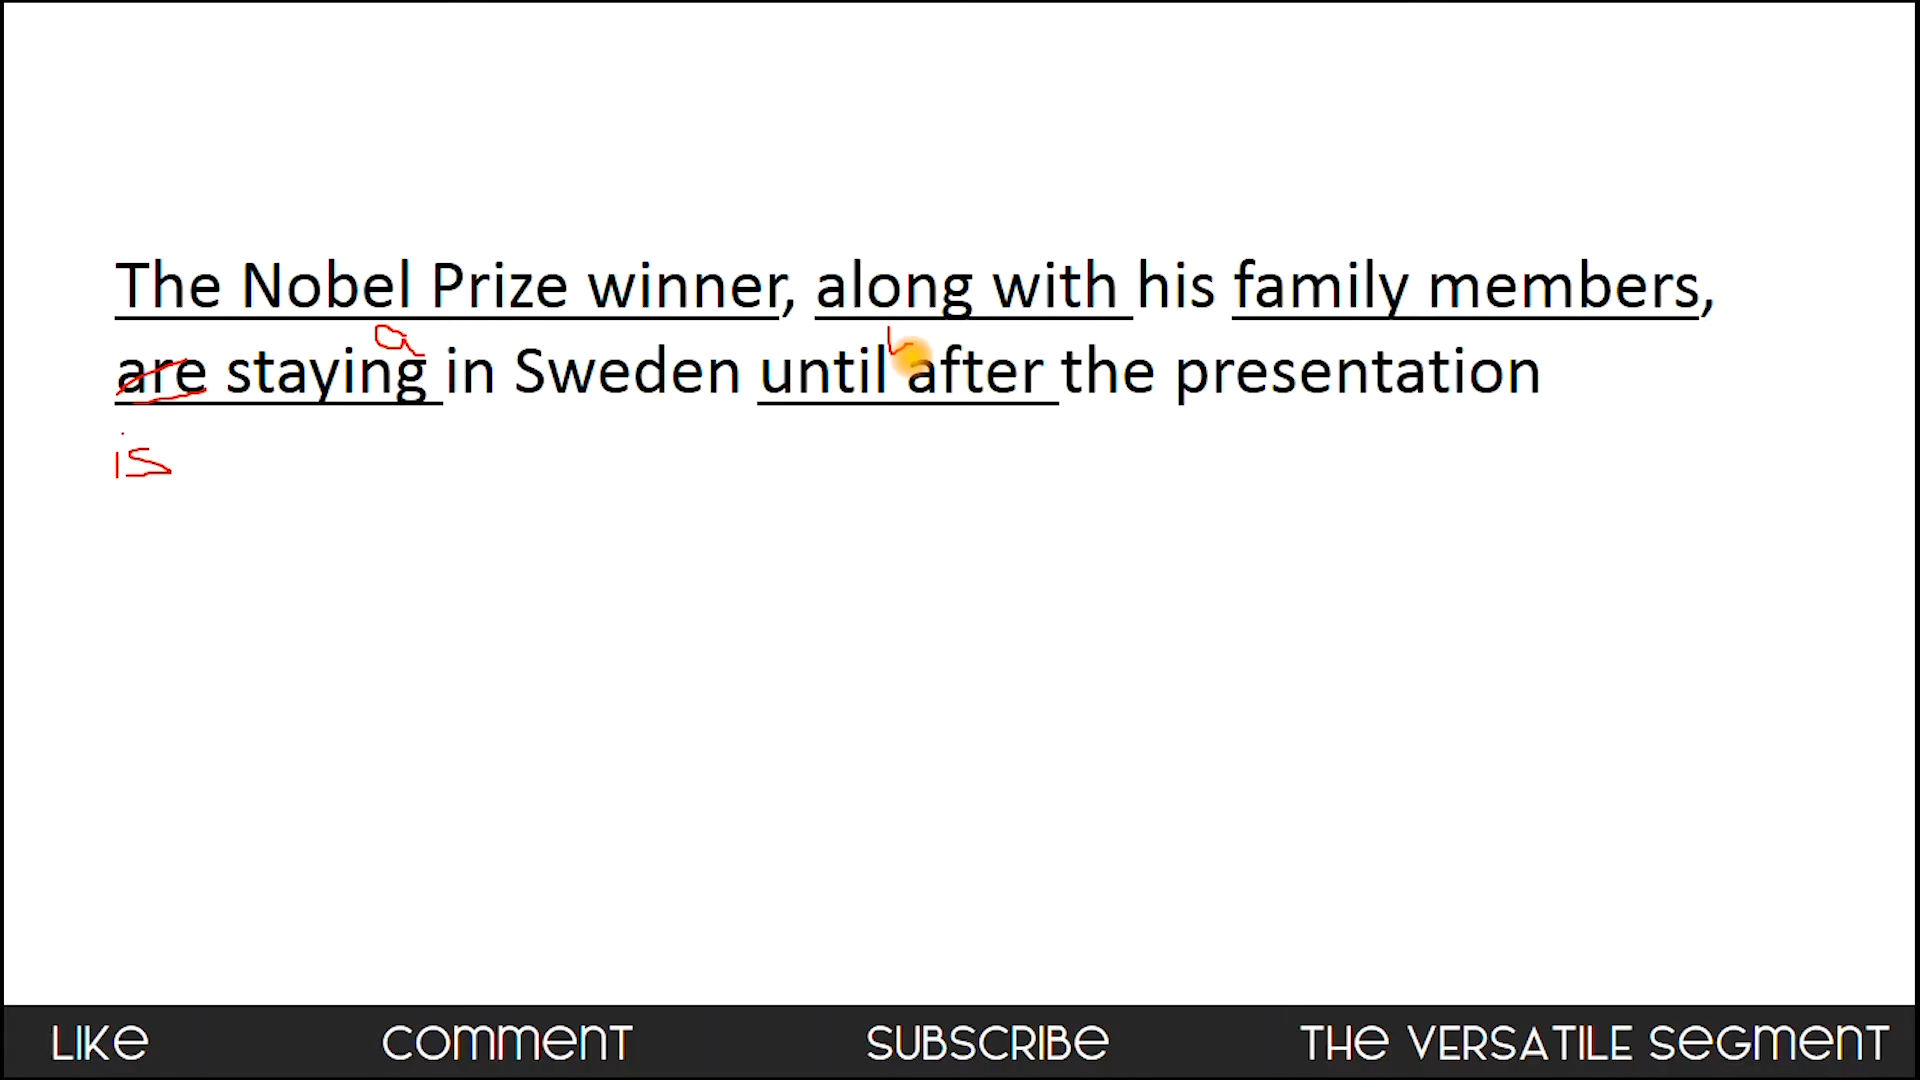 The Nobel Prize winner, along with his family members,
a
are staying in Sweden until after the presentation
is
LIKE COMMENT SUBSCRIBE THE VERSATILE SEGMENT